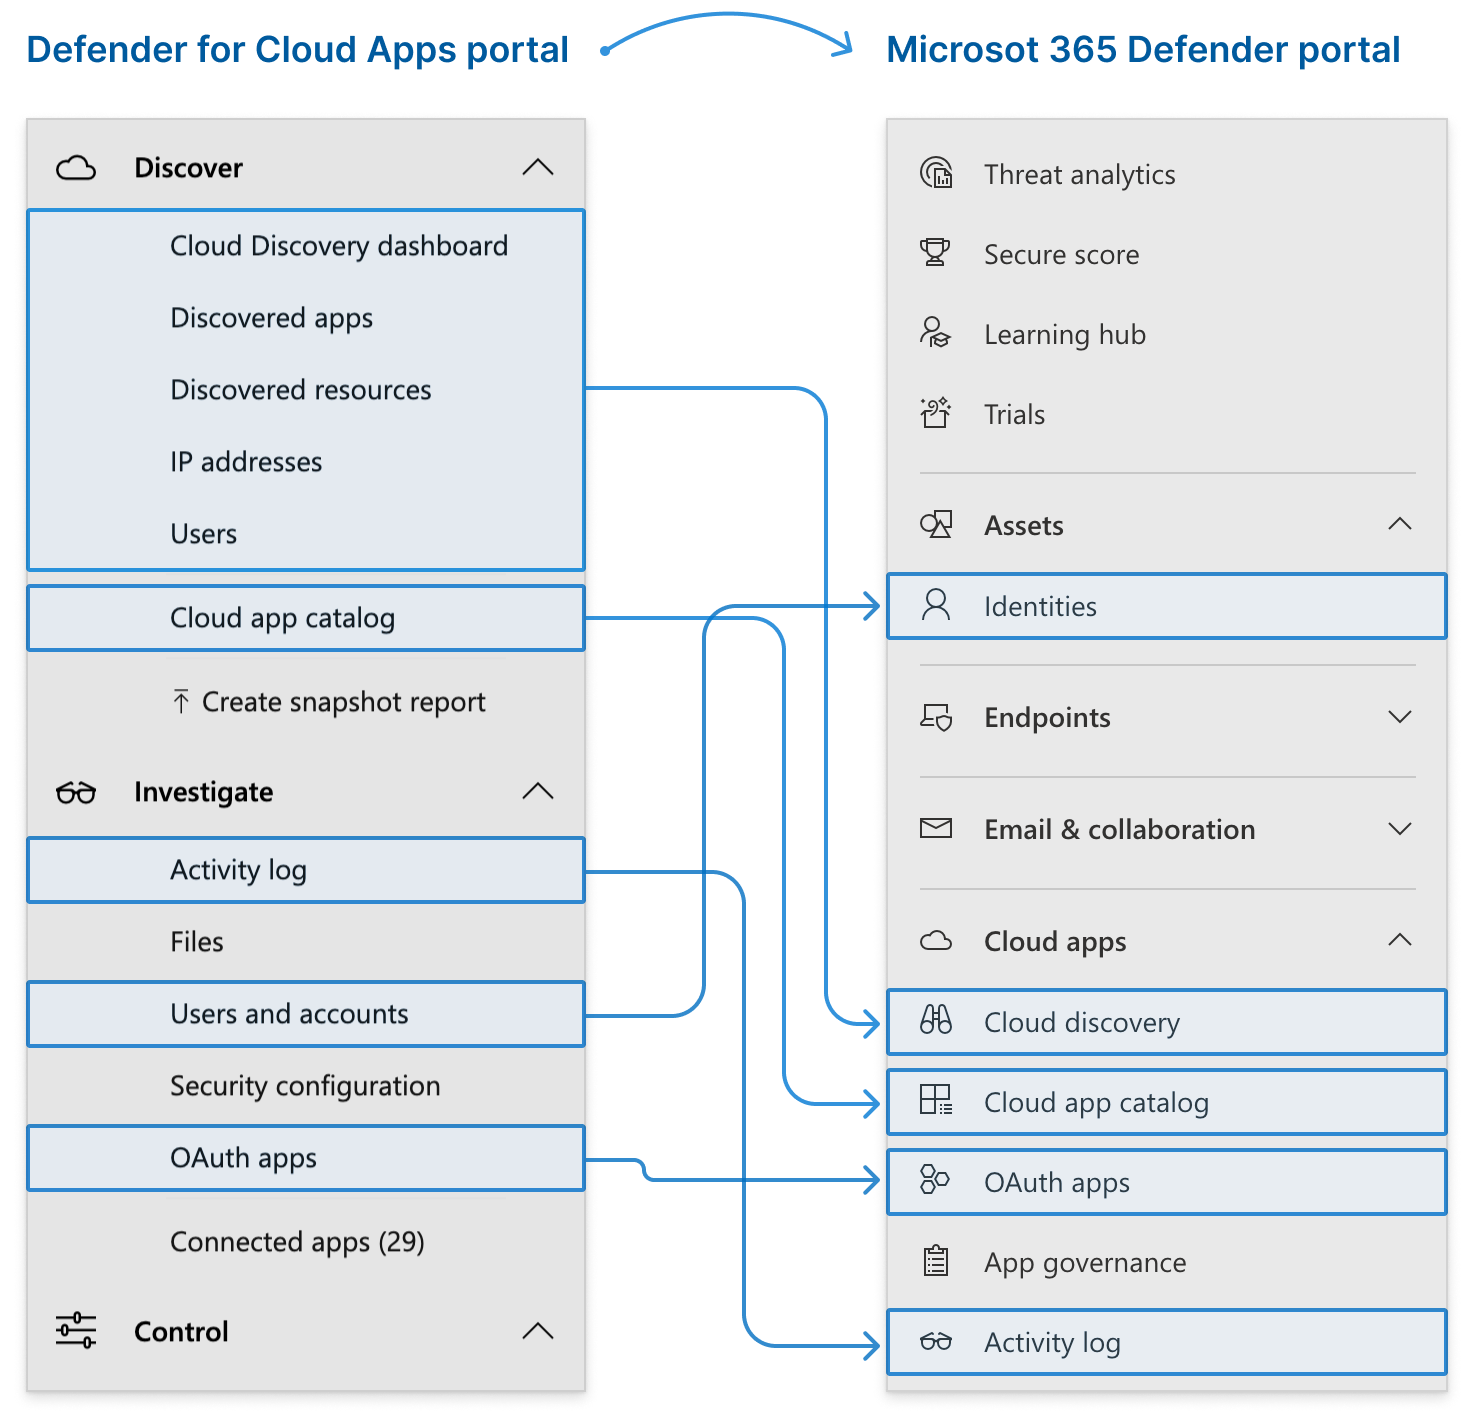 Defender for Cloud Apps portal
Discover
Cloud Discovery dashboard
Discovered apps
Discovered resources
IP addresses
Users
Cloud app catalog
Create snapshot report
Investigate
Activity log
Files
Users and accounts
Security configuration
OAuth apps
Connected apps (29)
Control
Microsot 365 Defender portal
Threat analytics
Secure score
Learning hub
Trials
Assets
Identities
Endpoints
Email & collaboration
Cloud apps
Cloud discovery
Cloud app catalog
OAuth apps
App governance
Activity log